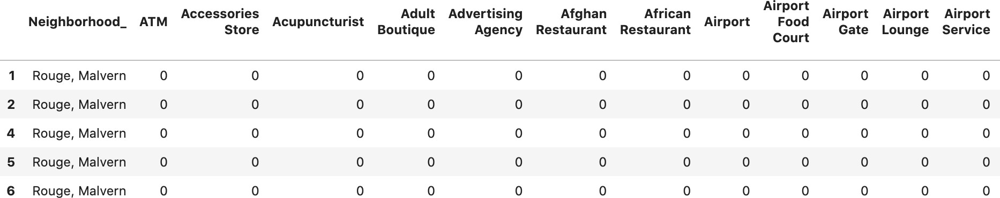 Neighborhood_ ATM Accessories Store Acupuncturist Adult Boutique Advertising Agency Afghan Restaurant African Restaurant Airport Airport Food Court Airport Gate Airport Lounge Airport Service
1 Rouge, Malvern 0 0 0 0 0 0 0 0 0 0 0 0
2 Rouge, Malvern 0 0 0 0 0 0 0 0 0 0 0 0
4 Rouge, Malvern 0 0 0 0 0 0 0 0 0 0 0 0
5 Rouge, Malvern 0 0 0 0 0 0 0 0 0 0 0 0
6 Rouge, Malvern 0 0 0 0 0 0 0 0 0 0 0 0